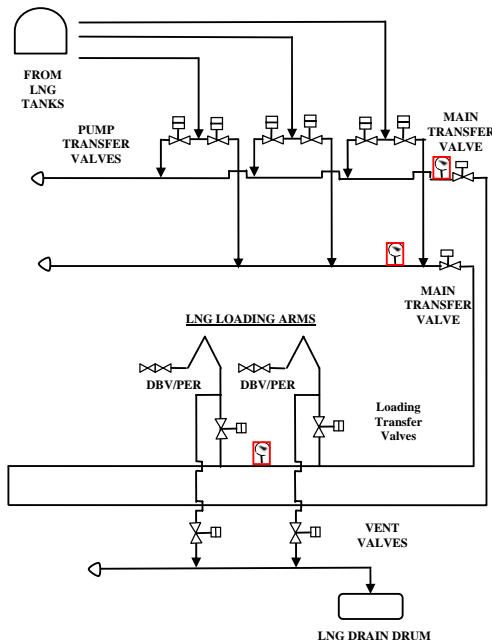 FROM
LNG
TANKS
PUMP
TRANSFER
VALVES
MAIN
TRANSFER
VALVE
MAIN
TRANSFER
VALVE
LNG LOADING ARMS
DBV/PER
DBV/PER
Loading
Transfer
Valves
VENT
VALVES
LNG DRAIN DRUM